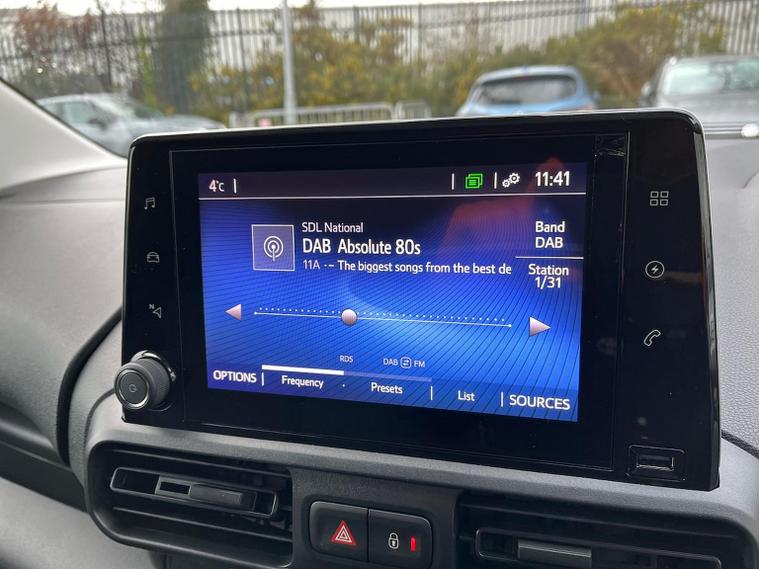 4°C
11:41
SDL National
DAB Absolute 80s
11A -- The biggest songs from the best de
Band
DAB
Station
1/31
RDS
DAB FM
OPTIONS
Frequency
Presets
List
SOURCES
N